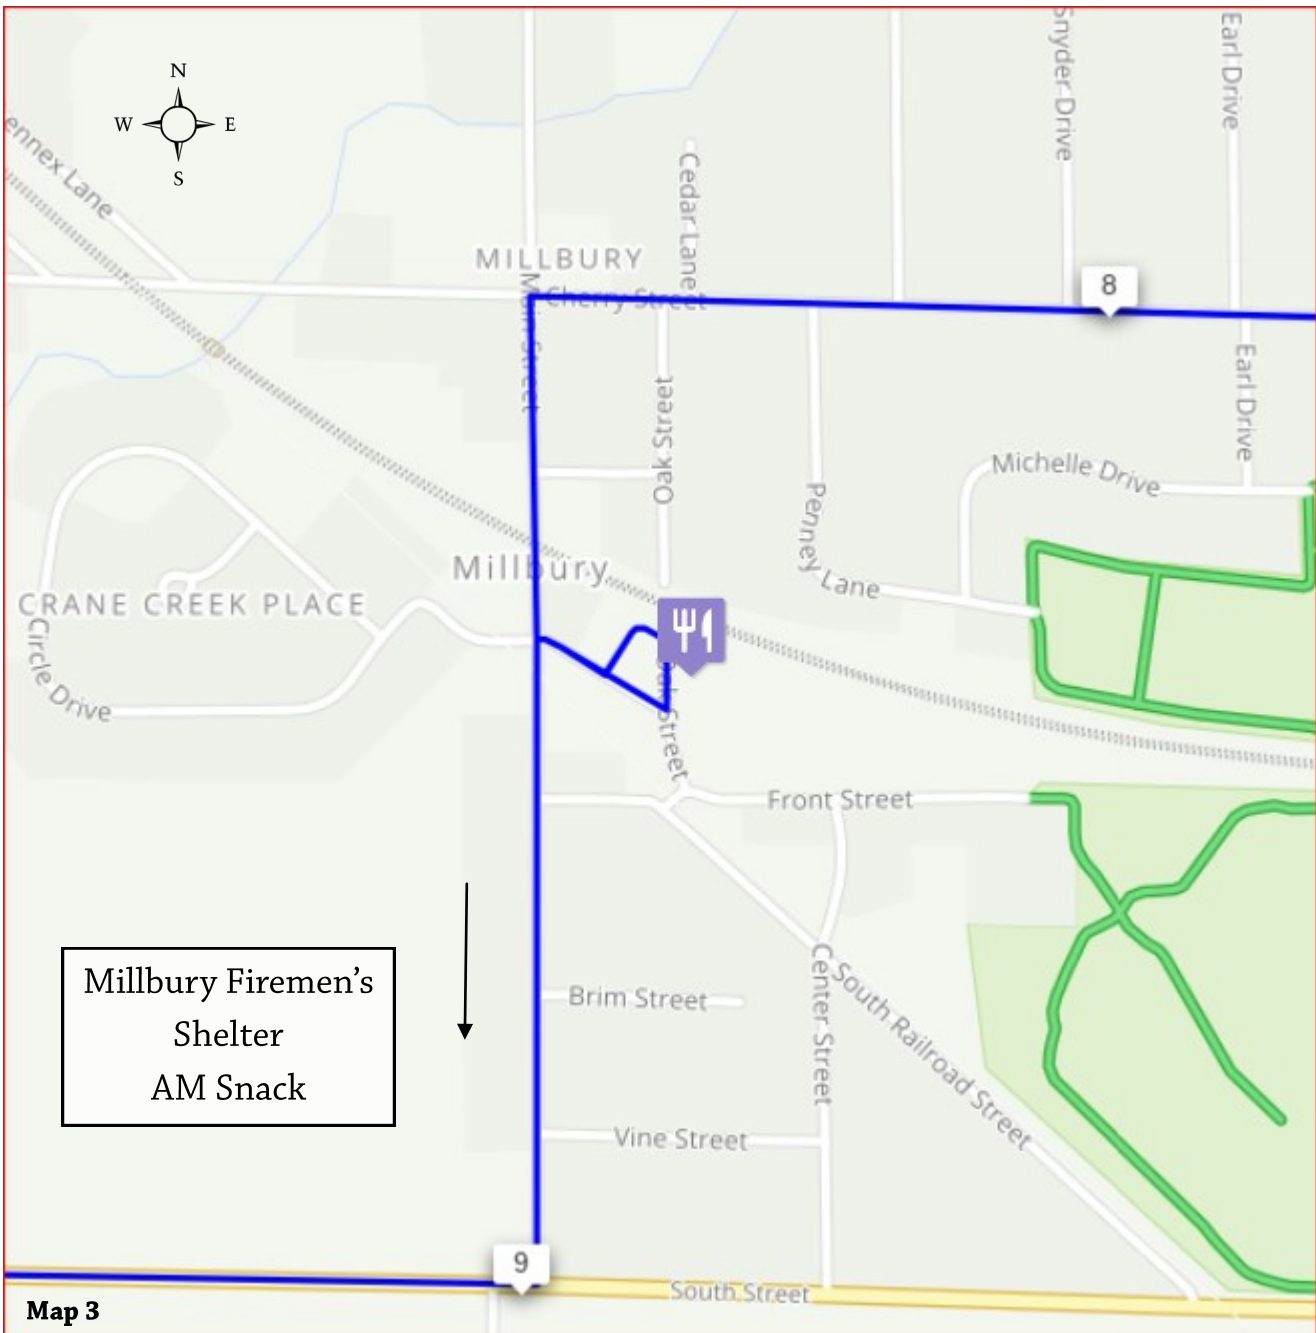 N
W E
S
ennex Lane
Snyder Drive
Earl Drive
Cedar Lane
MILLBURY
Main Street
Cherry Street
8
Oak Street
Earl Drive
Michelle Drive
Penney Lane
Millbury
CRANE CREEK PLACE
Circle Drive
Oak Street
Front Street
Millbury Firemen’s
Shelter
AM Snack
Brim Street
Center Street
South Railroad Street
Vine Street
9
South Street
Map 3